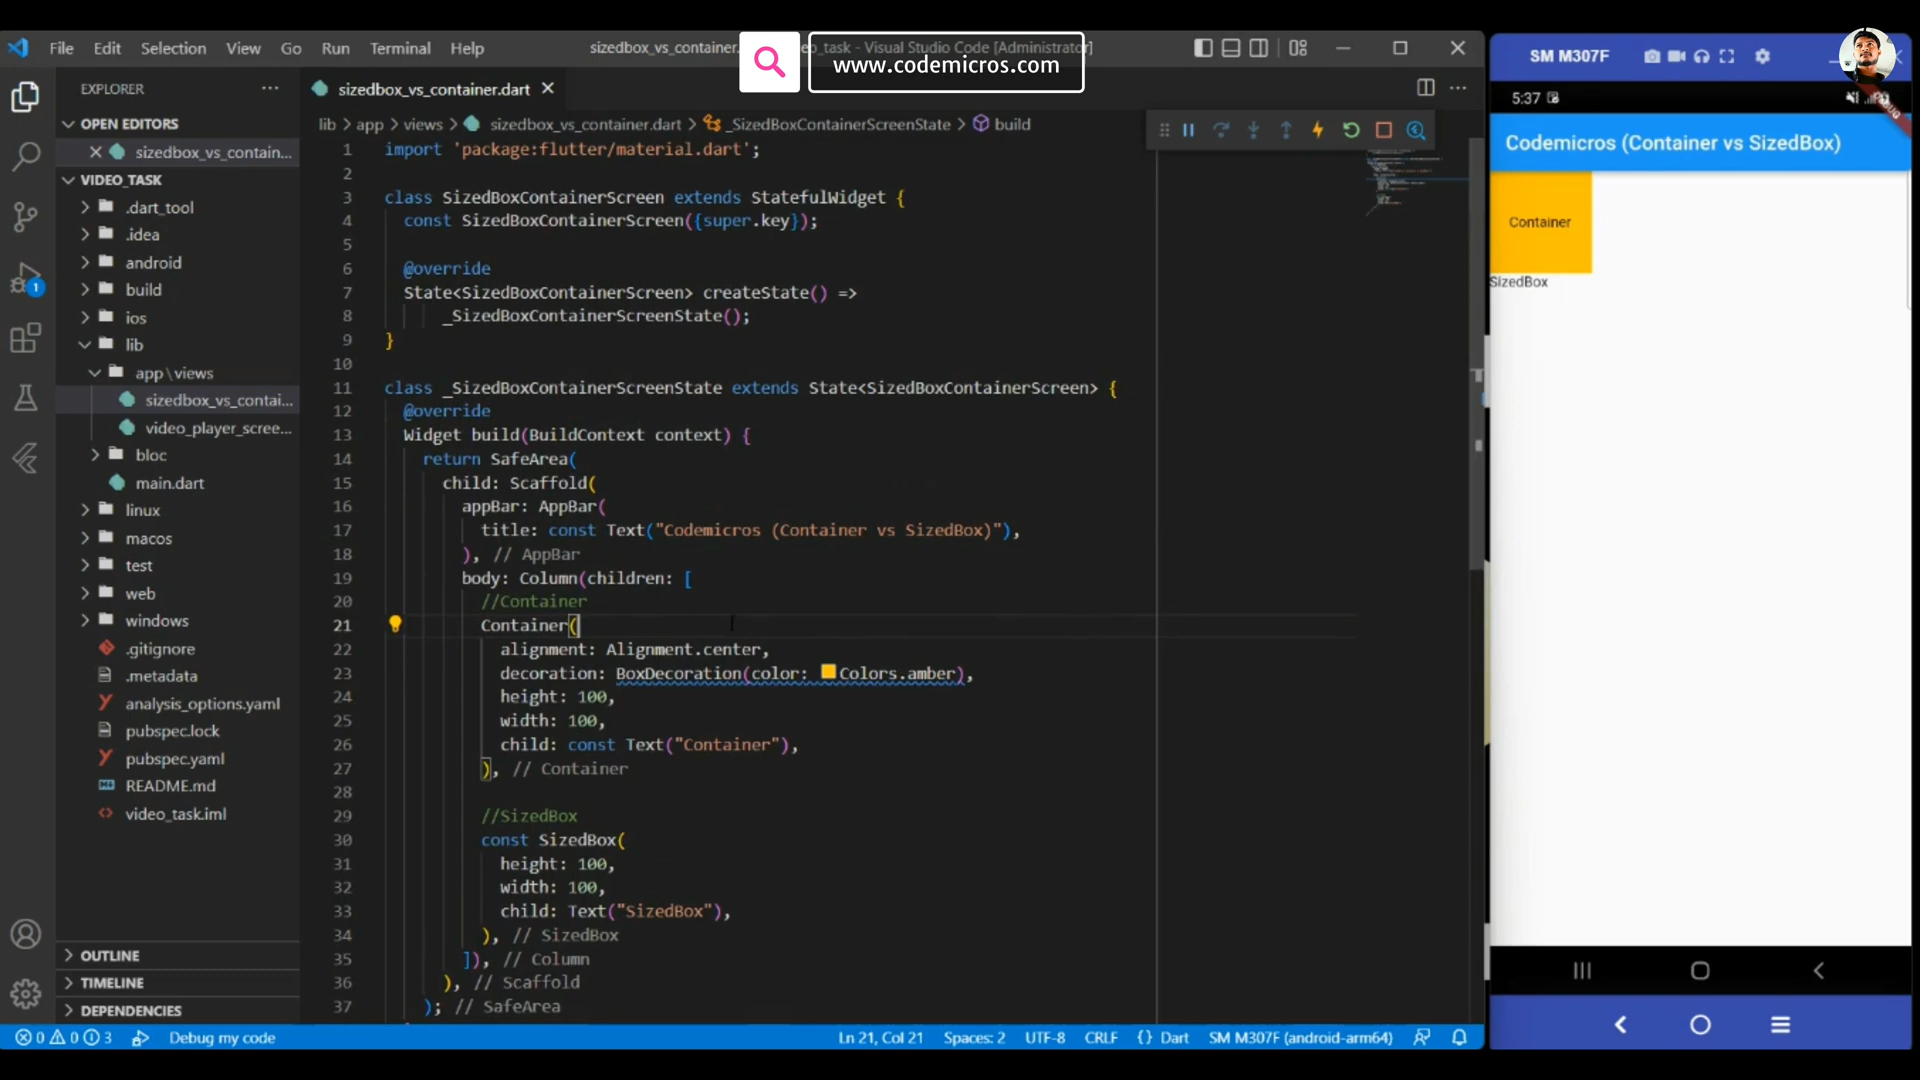 File Edit Selection View Go Run Terminal Help
sizedbox_vs_container.
_task - Visual Studio Code [Administrator]
www.codemicros.com
SM M307F
EXPLORER
sizedbox_vs_container.dart
5:37
OPEN EDITORS
lib > app > views > sizedbox_vs_container.dart > _SizedBoxContainerScreenState > build
sizedbox_vs_contain...
Codemicros (Container vs SizedBox)
VIDEO_TASK
.dart_tool
.idea
android
build
1
ios
lib
app\views
sizedbox_vs_contai...
video_player_scree...
bloc
main.dart
linux
macos
test
web
windows
.gitignore
.metadata
analysis_options.yaml
pubspec.lock
pubspec.yaml
README.md
video_task.iml
OUTLINE
TIMELINE
DEPENDENCIES
1 import 'package:flutter/material.dart';
2
3 class SizedBoxContainerScreen extends StatefulWidget {
4 const SizedBoxContainerScreen({super.key});
5
6 @override
7 State<SizedBoxContainerScreen> createState() =>
8 _SizedBoxContainerScreenState();
9 }
10
11 class _SizedBoxContainerScreenState extends State<SizedBoxContainerScreen> {
12 @override
13 Widget build(BuildContext context) {
14 return SafeArea(
15 child: Scaffold(
16 appBar: AppBar(
17 title: const Text("Codemicros (Container vs SizedBox)"),
18 ), // AppBar
19 body: Column(children: [
20 //Container
21 Container(
22 alignment: Alignment.center,
23 decoration: BoxDecoration(color: Colors.amber),
24 height: 100,
25 width: 100,
26 child: const Text("Container"),
27 ), // Container
28
29 //SizedBox
30 const SizedBox(
31 height: 100,
32 width: 100,
33 child: Text("SizedBox"),
34 ), // SizedBox
35 ]), // Column
36 ), // Scaffold
37 ); // SafeArea
Container
SizedBox
0 0 3 Debug my code
Ln 21, Col 21 Spaces: 2 UTF-8 CRLF {} Dart SM M307F (android-arm64)